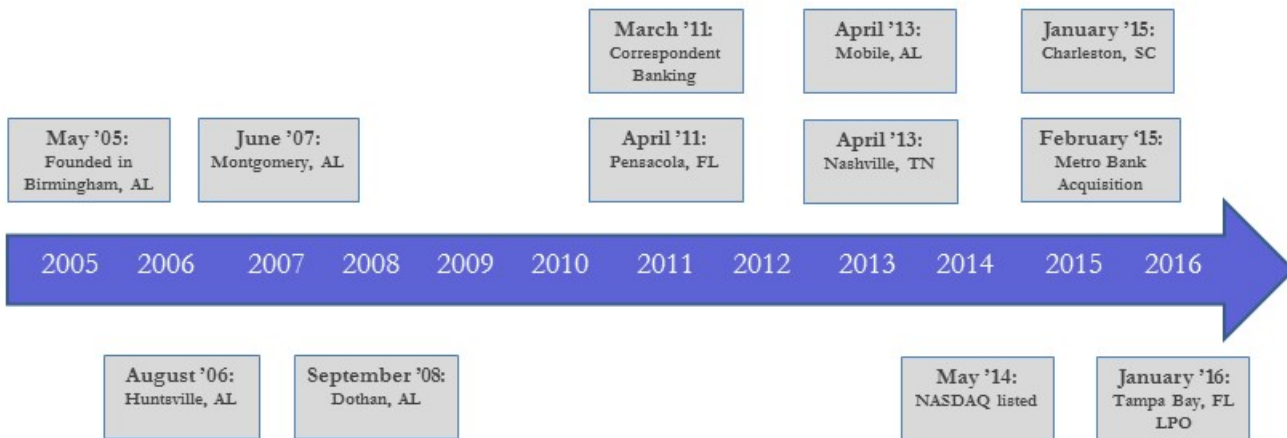 March ’11:
Correspondent
Banking
April ’13:
Mobile, AL
January ’15:
Charleston, SC
May ’05:
Founded in
Birmingham, AL
June ’07:
Montgomery, AL
April ’11:
Pensacola, FL
April ’13:
Nashville, TN
February ‘15:
Metro Bank
Acquisition
2005 2006 2007 2008 2009 2010 2011 2012 2013 2014 2015 2016
August ’06:
Huntsville, AL
September ’08:
Dothan, AL
May ’14:
NASDAQ listed
January ’16:
Tampa Bay, FL
LPO